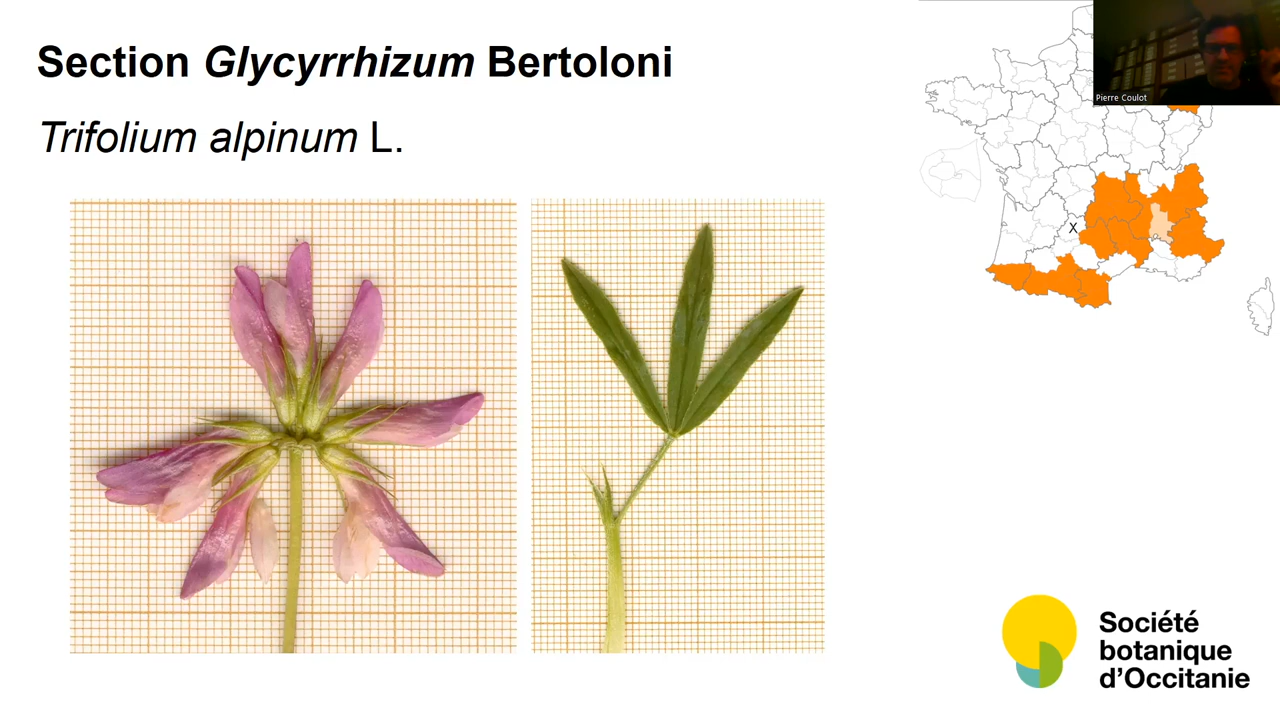 Section Glycyrrhizum Bertoloni
Trifolium alpinum L.
Pierre Coulot
X
Société
botanique
d'Occitanie